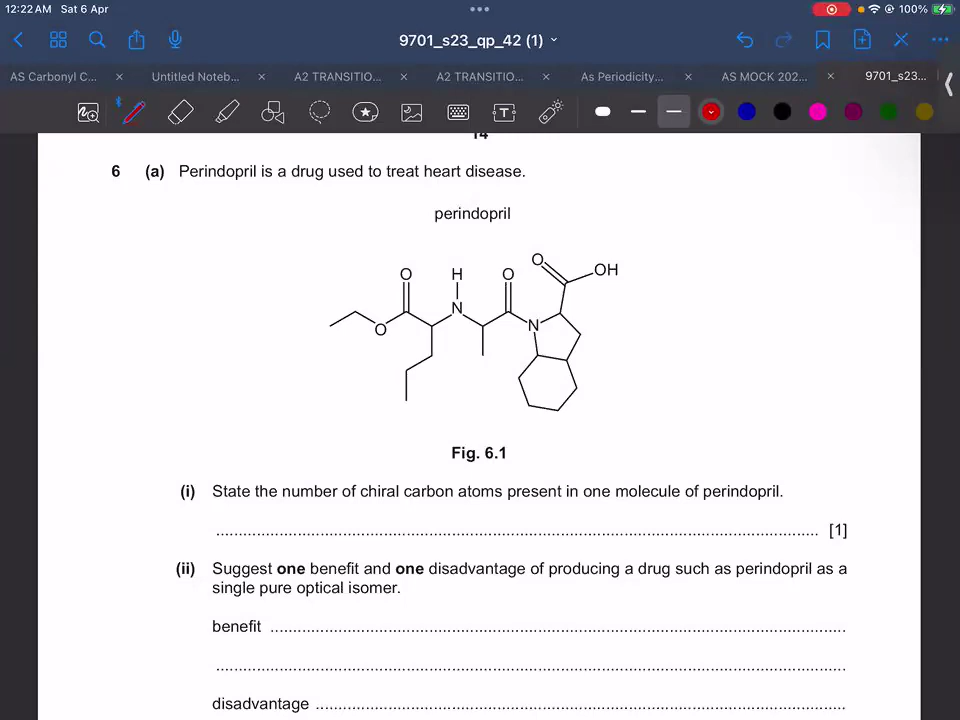 12:22 AM Sat 6 Apr
100%
9701_s23_qp_42 (1)
AS Carbonyl C...
Untitled Noteb...
A2 TRANSITIO...
A2 TRANSITIO...
As Periodicity...
AS MOCK 202...
9701_s23...
14
6 (a) Perindopril is a drug used to treat heart disease.
perindopril
O
O
H
N
O
N
O
OH
Fig. 6.1
(i) State the number of chiral carbon atoms present in one molecule of perindopril.
[1]
(ii) Suggest one benefit and one disadvantage of producing a drug such as perindopril as a
single pure optical isomer.
benefit
disadvantage